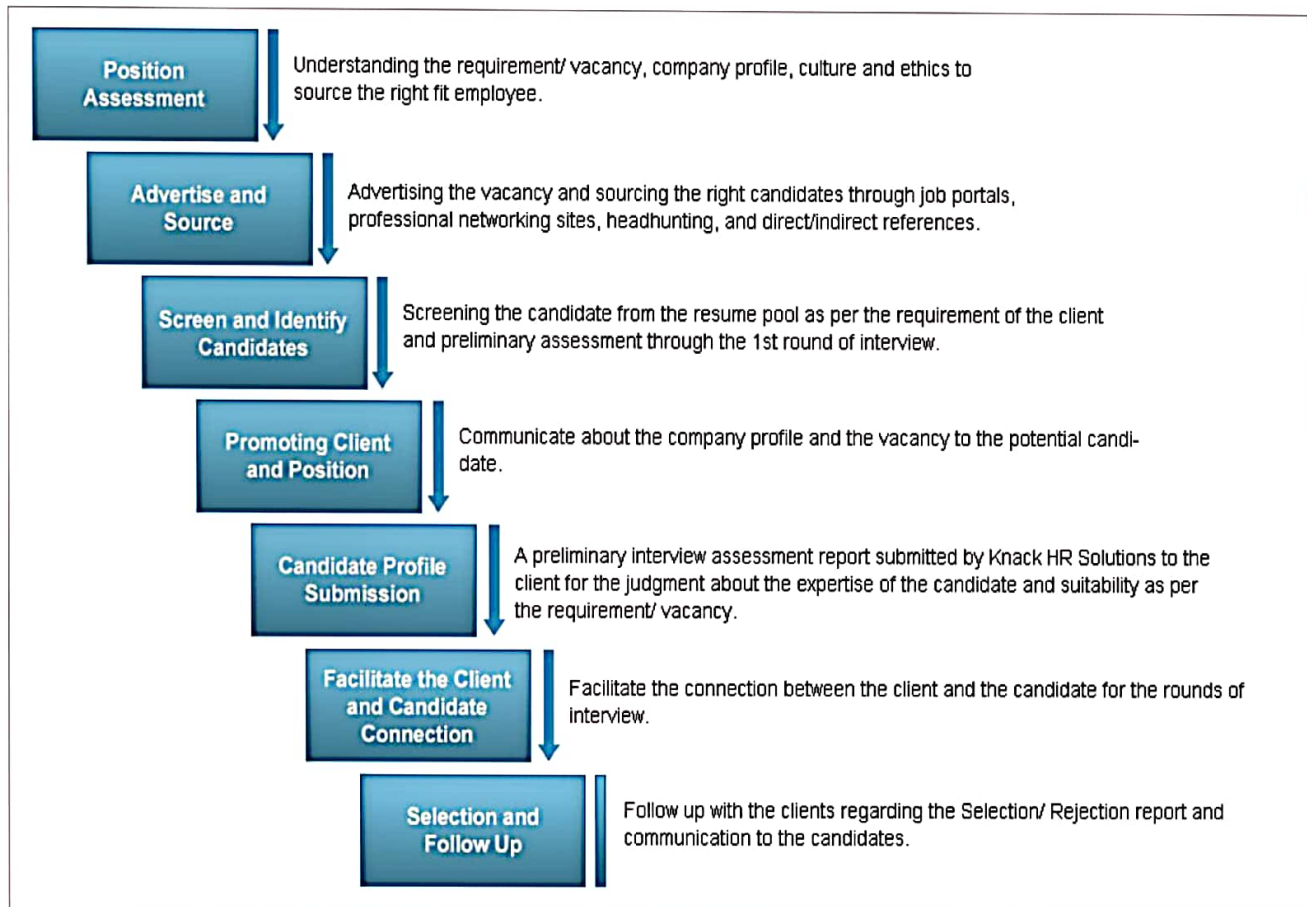 Position
Assessment
Understanding the requirement/ vacancy, company profile, culture and ethics to
source the right fit employee.
Advertise and
Source
Advertising the vacancy and sourcing the right candidates through job portals,
professional networking sites, headhunting, and direct/indirect references.
Screen and Identify
Candidates
Screening the candidate from the resume pool as per the requirement of the client
and preliminary assessment through the 1st round of interview.
Promoting Client
and Position
Communicate about the company profile and the vacancy to the potential candi-
date.
Candidate Profile
Submission
A preliminary interview assessment report submitted by Knack HR Solutions to the
client for the judgment about the expertise of the candidate and suitability as per
the requirement/ vacancy.
Facilitate the Client
and Candidate
Connection
Facilitate the connection between the client and the candidate for the rounds of
interview.
Selection and
Follow Up
Follow up with the clients regarding the Selection/ Rejection report and
communication to the candidates.